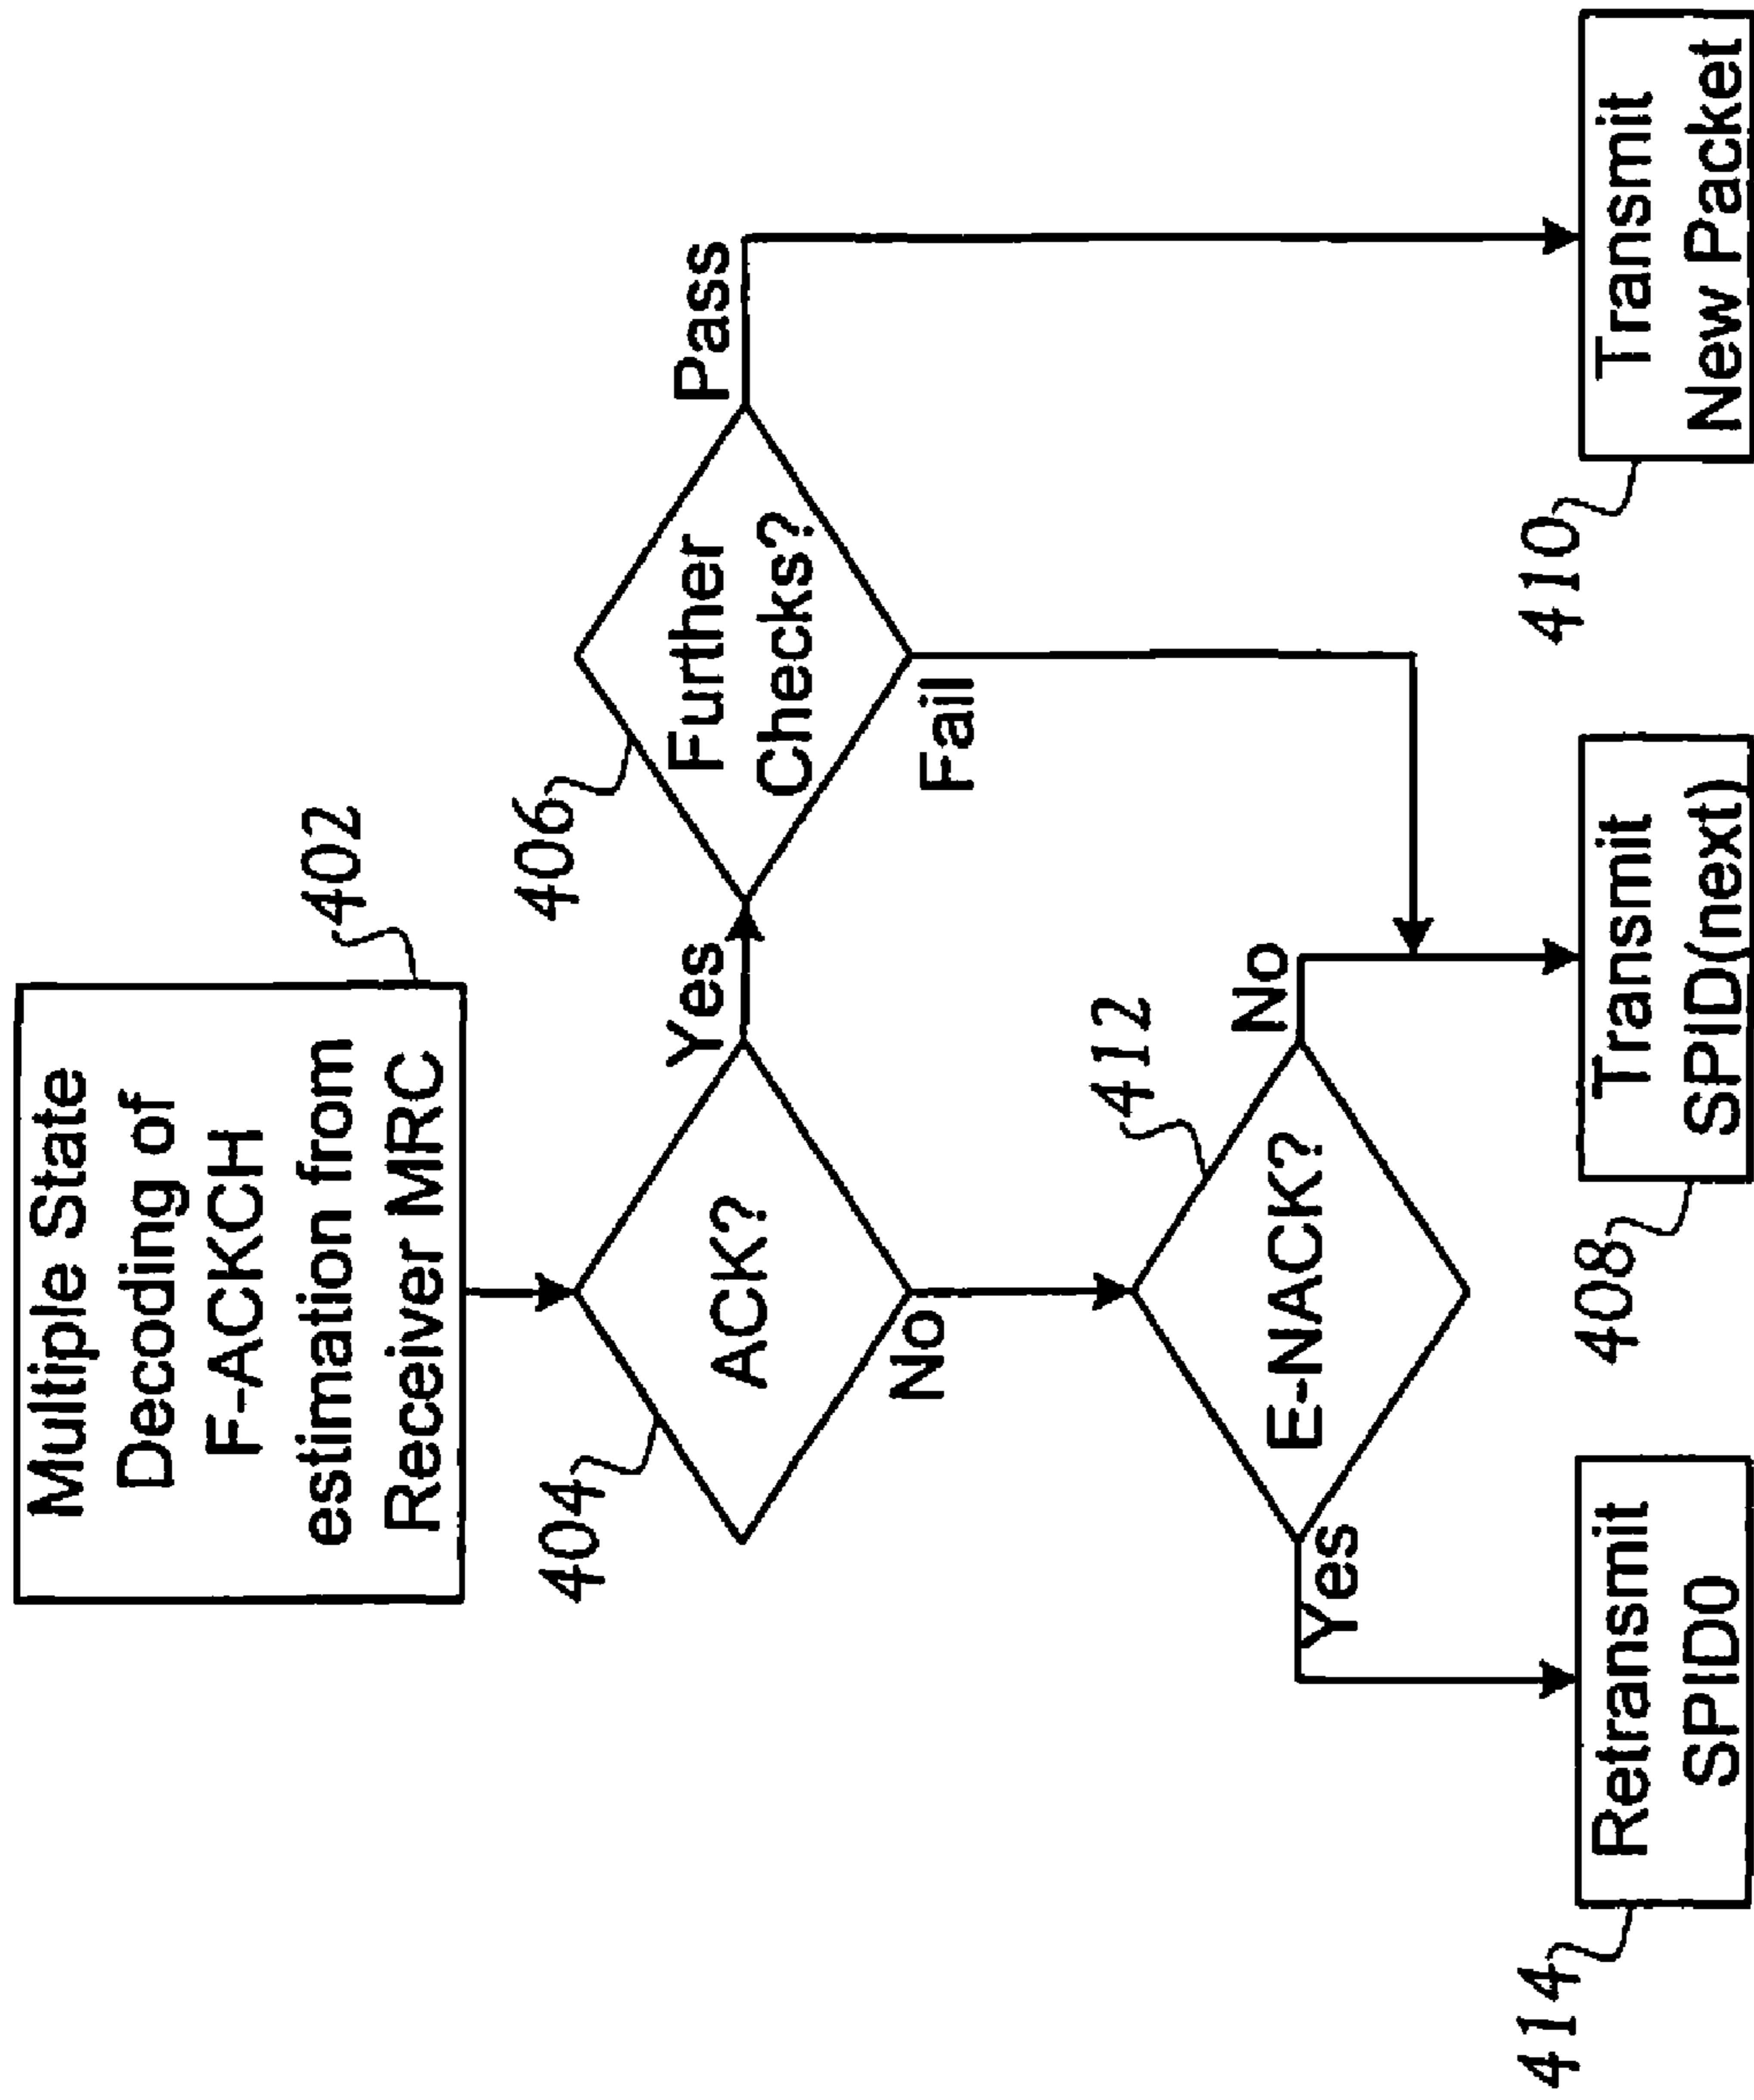 Multiple State
Decoding of
F-ACKCH
estimation from
Receiver MRC
402
404
ACK?
Yes
No
406
Further
Checks?
Pass
Fail
412
E-NACK?
Yes
No
414
Retransmit
SPID0
408
Transmit
SPID(next)
410
Transmit
New Packet